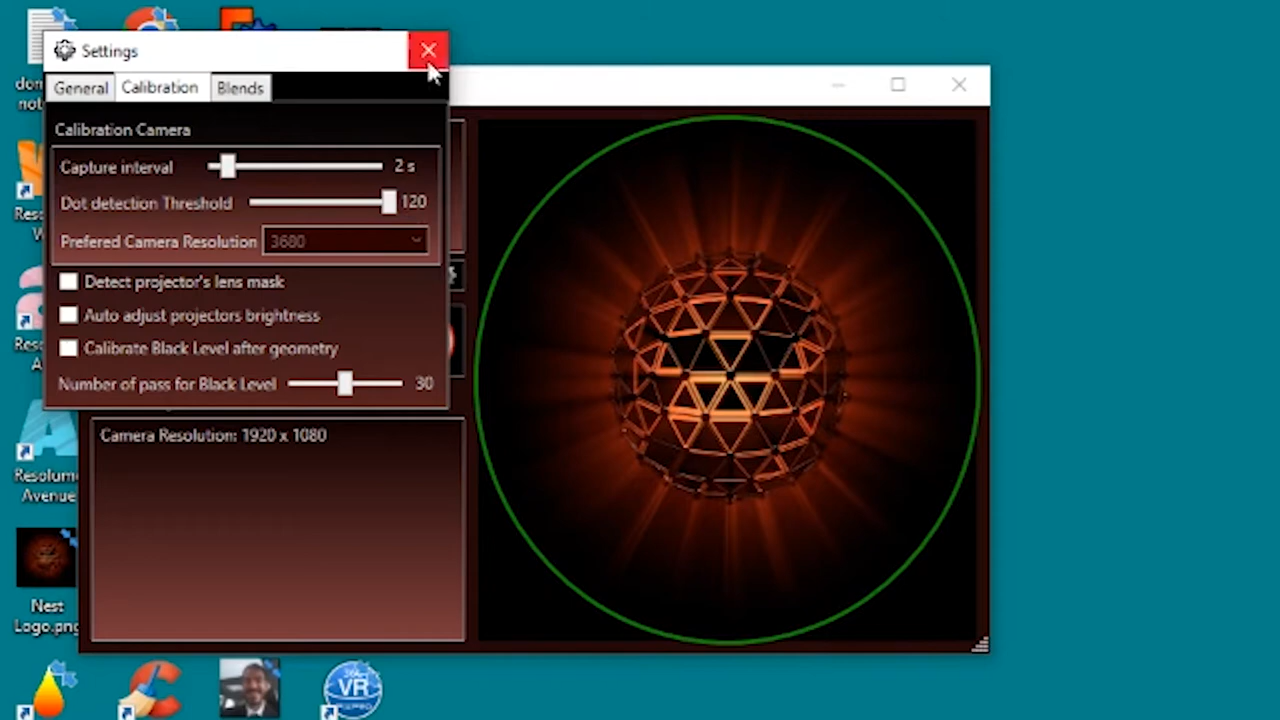 Settings
General Calibration Blends
Calibration Camera
Capture interval 2 s
Dot detection Threshold 120
Prefered Camera Resolution 3680
Detect projector's lens mask
Auto adjust projectors brightness
Calibrate Black Level after geometry
Number of pass for Black Level 30
Camera Resolution: 1920 x 1080
Resolume
Avenue
Nest
Logo.png
VR